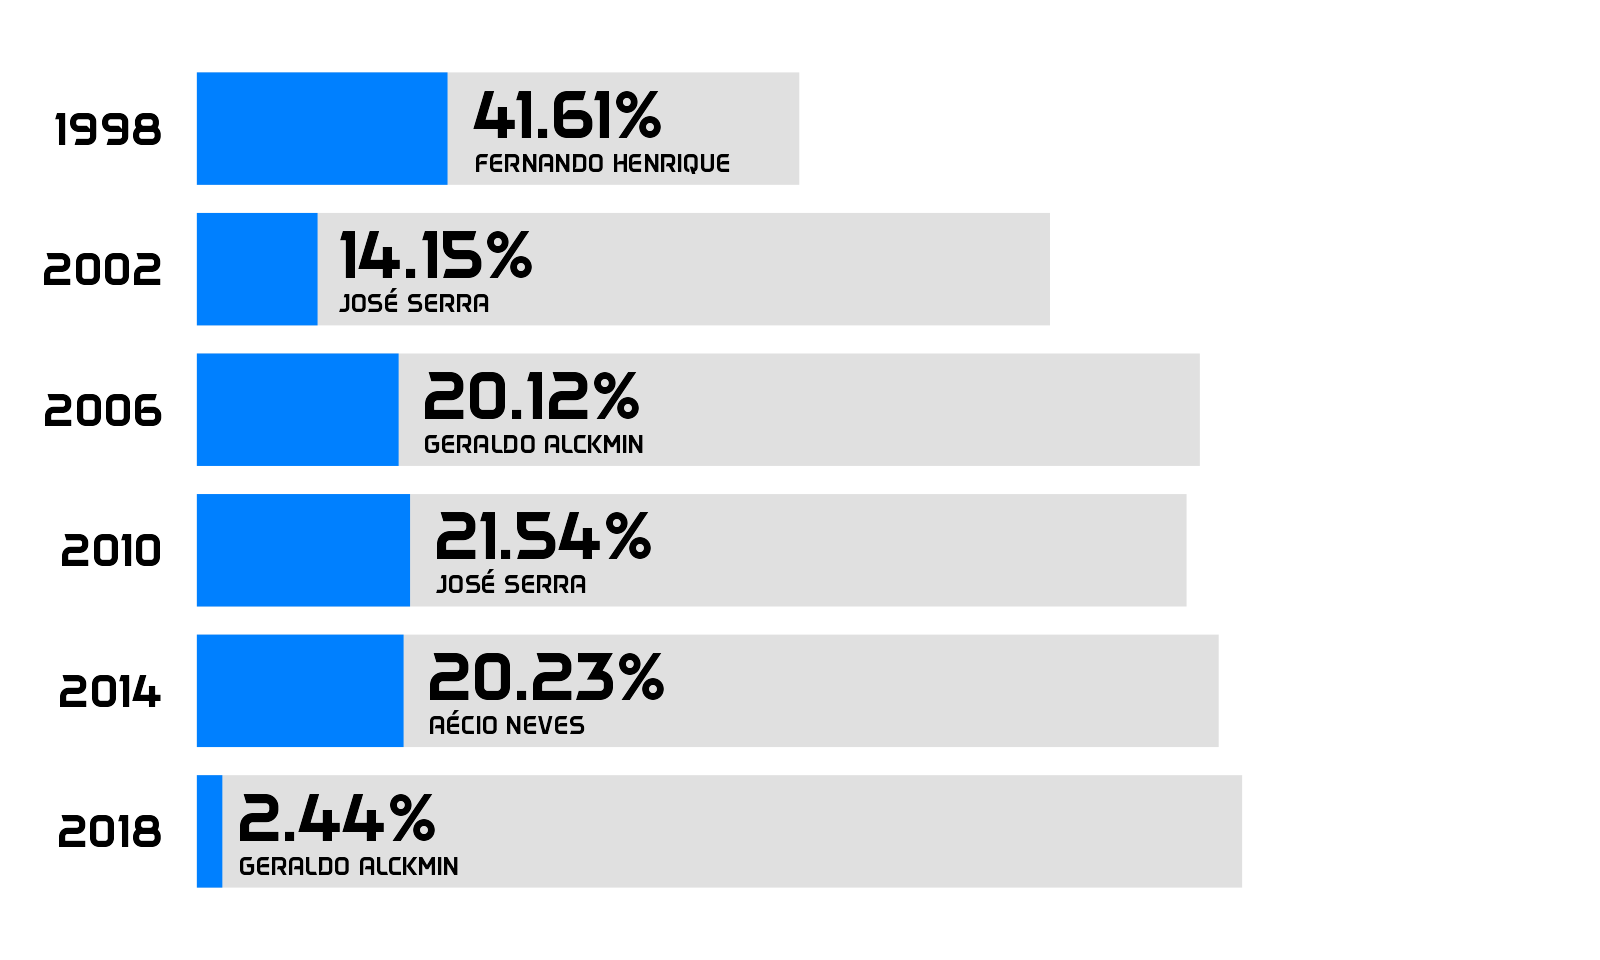 1998
41.61%
FERNANDO HENRIQUE
2002
14.15%
JOSÉ SERRA
2006
20.12%
GERALDO ALCKMIN
2010
21.54%
JOSÉ SERRA
2014
20.23%
AÉCIO NEVES
2018
2.44%
GERALDO ALCKMIN